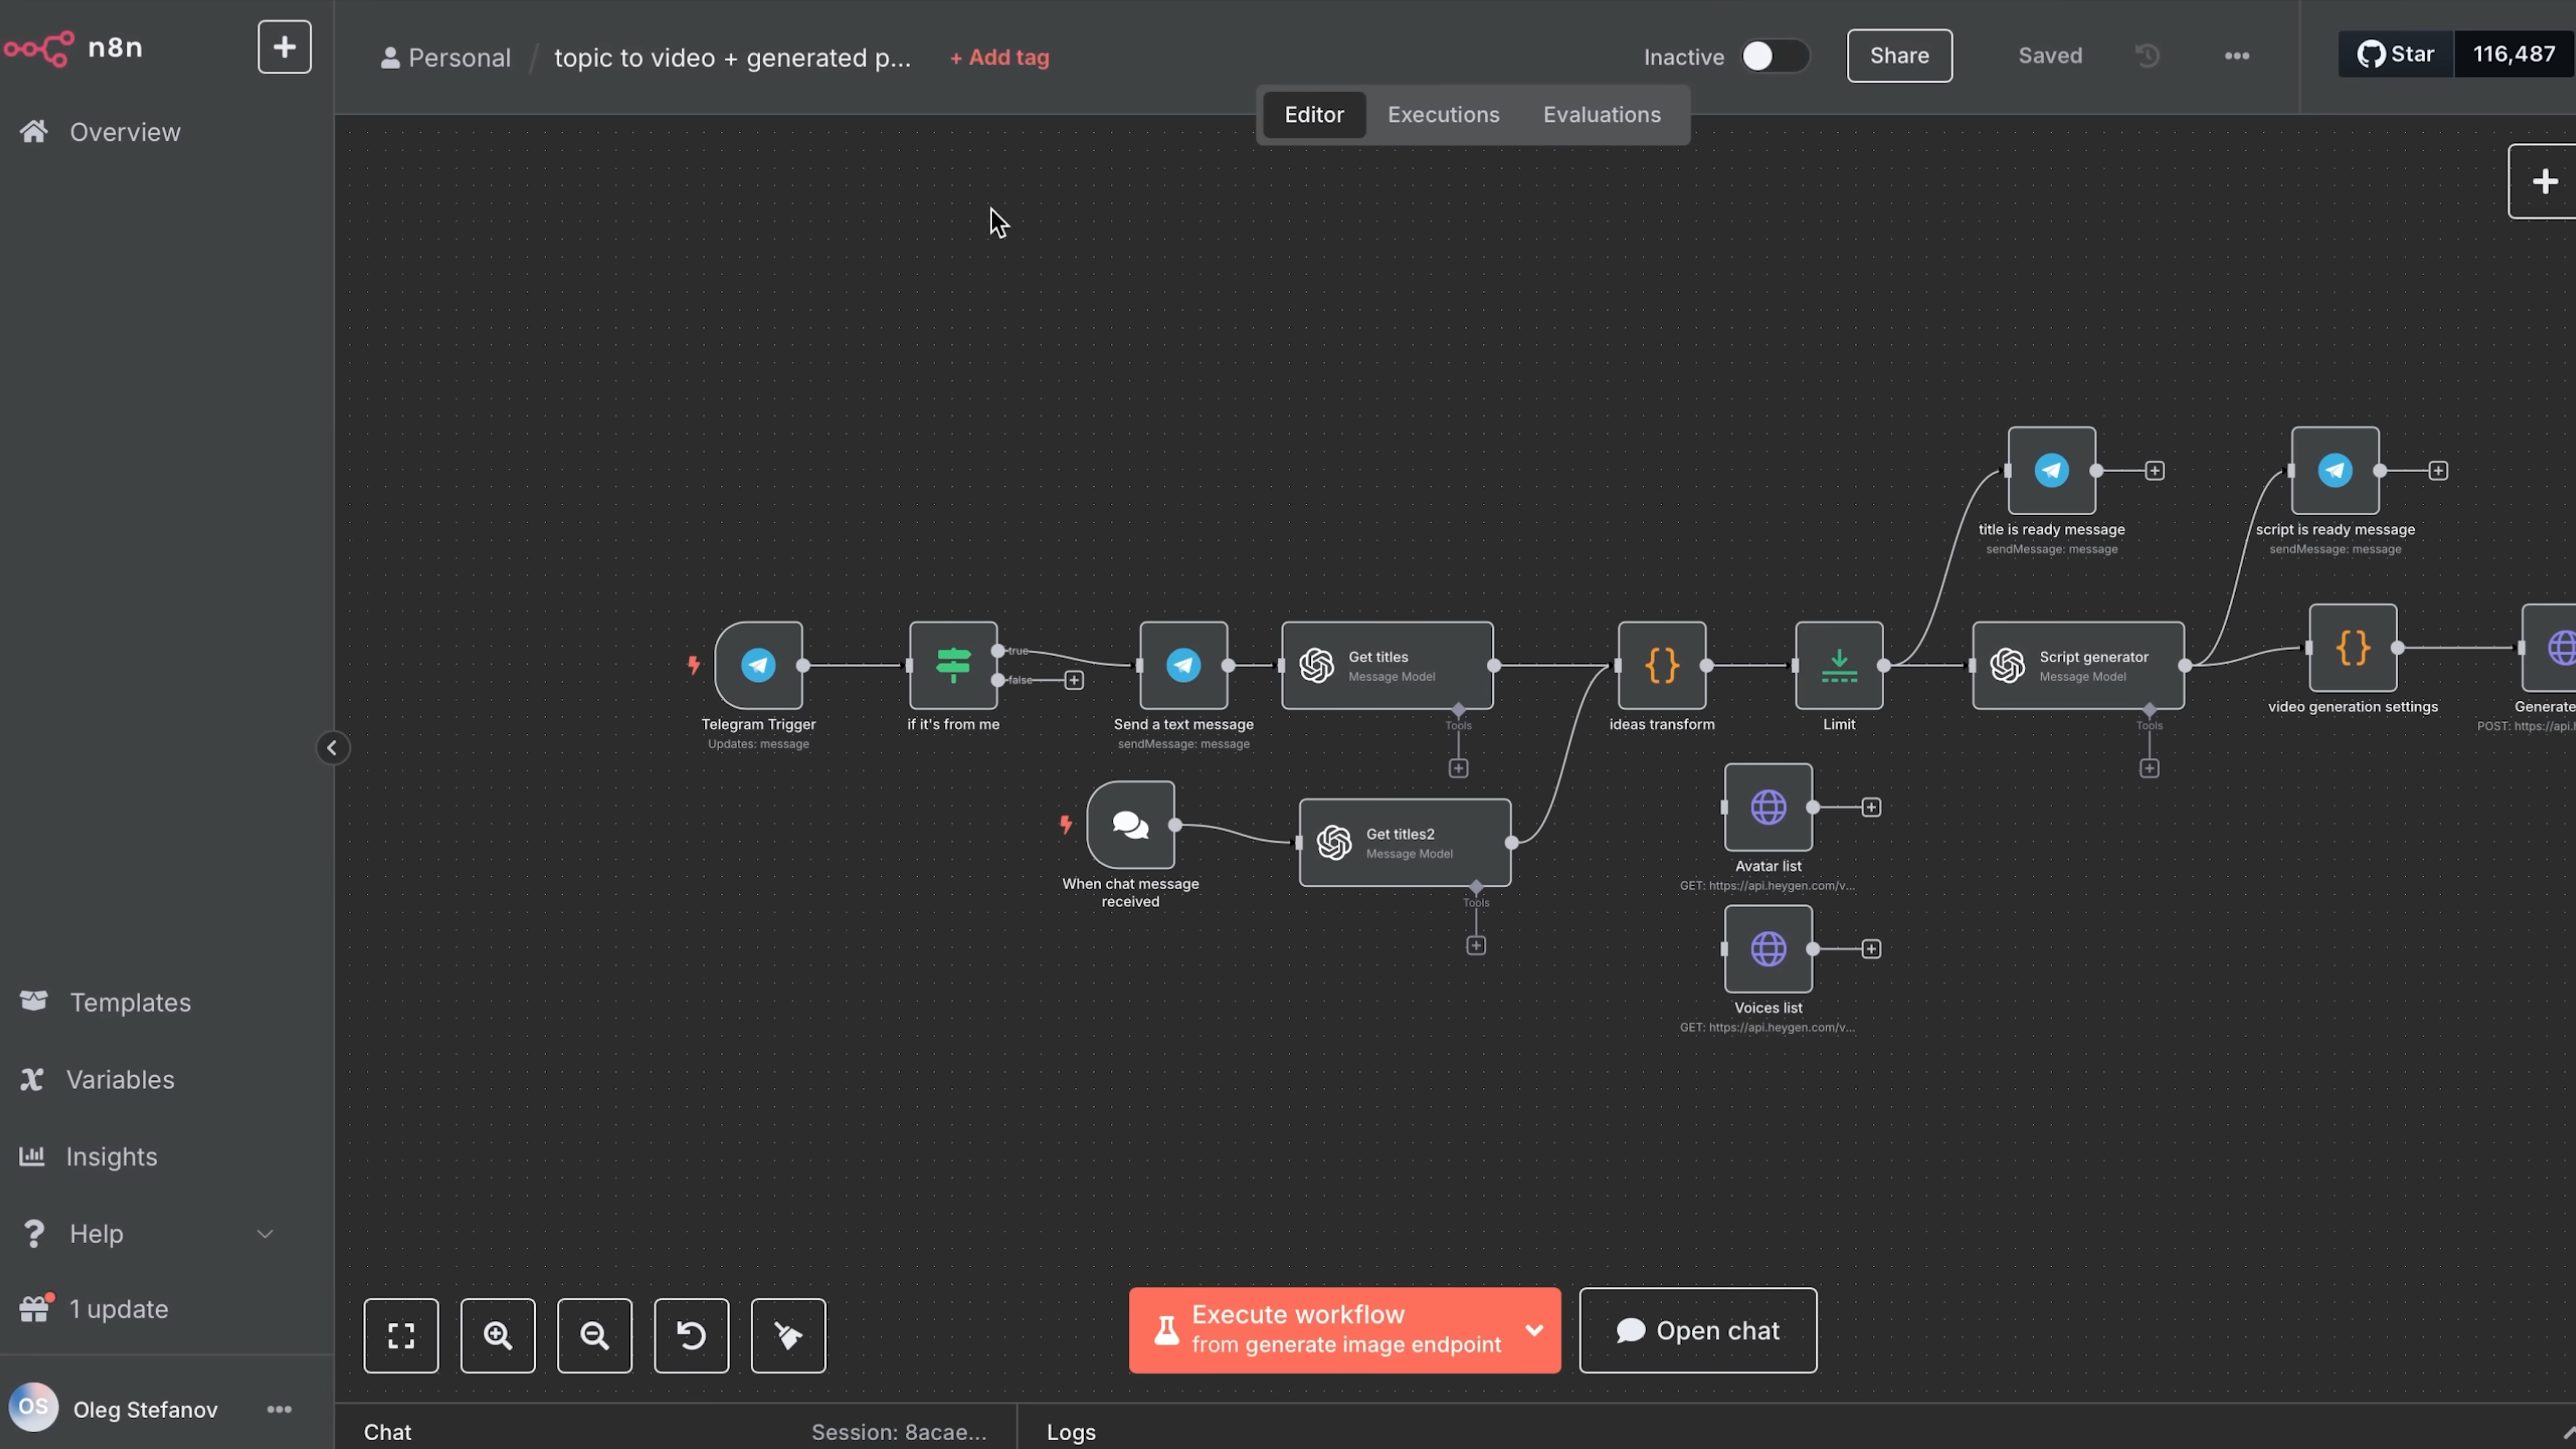 n8n
Personal / topic to video + generated p... + Add tag
Inactive
Share
Saved
Star 116,487
Editor Executions Evaluations
Overview
title is ready message
sendMessage: message
script is ready message
sendMessage: message
true
false
Telegram Trigger
Updates: message
if it's from me
Send a text message
sendMessage: message
Get titles
Message Model
Tools
ideas transform
Limit
Script generator
Message Model
Tools
video generation settings
Generate
POST: https://api.
When chat message
received
Get titles2
Message Model
Tools
Avatar list
GET: https://api.heygen.com/v...
Voices list
GET: https://api.heygen.com/v...
Templates
Variables
Insights
Help
1 update
OS Oleg Stefanov
Execute workflow
from generate image endpoint
Open chat
Chat
Session: 8acae...
Logs